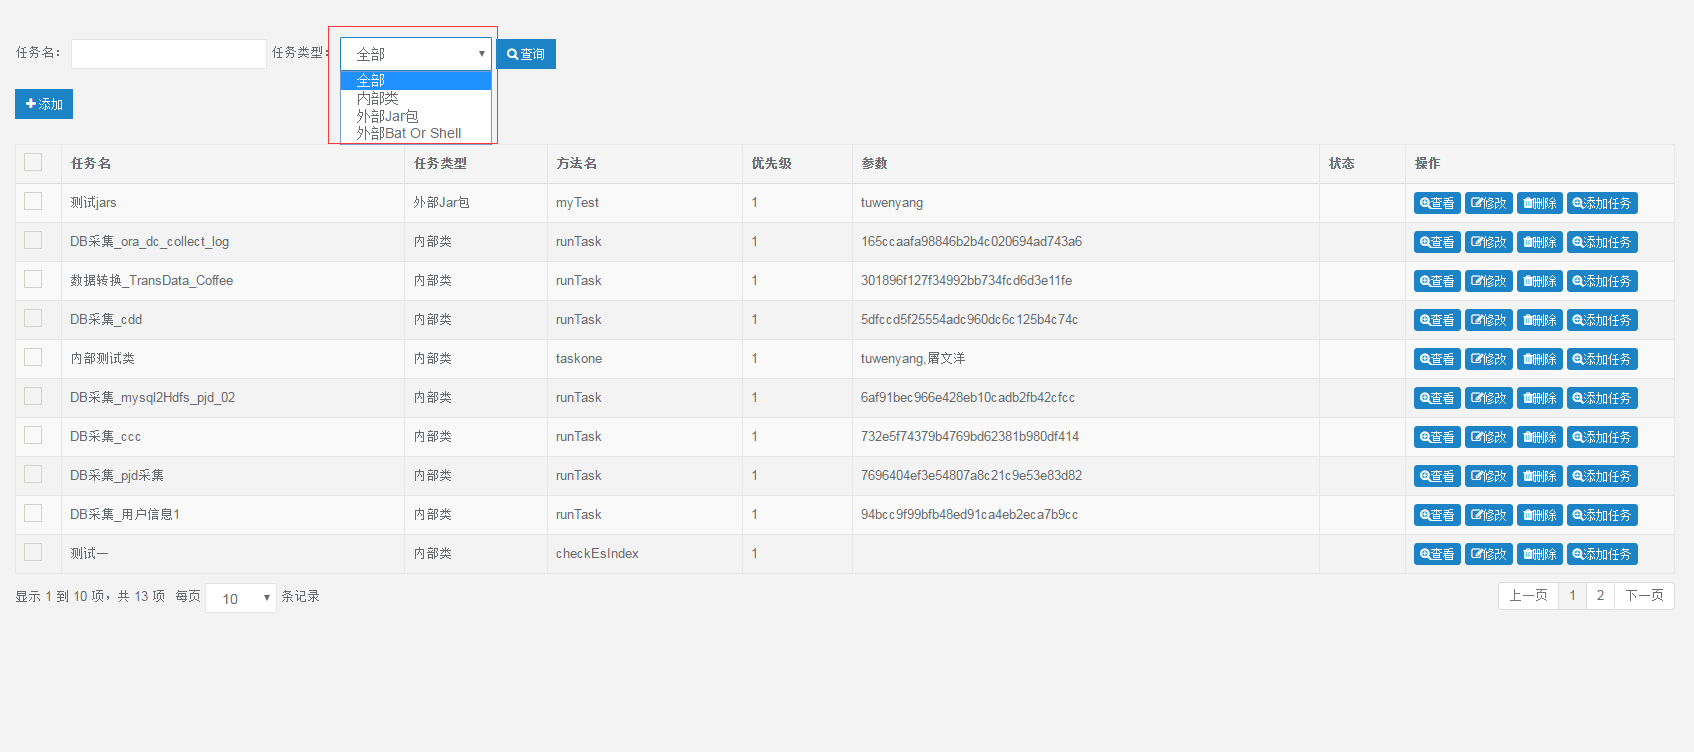 任务名： 任务类型： 全部 查询
全部
内部类
外部Jar包
外部Bat Or Shell
添加
任务名 任务类型 方法名 优先级 参数 状态 操作
测试jars 外部Jar包 myTest 1 tuwenyang 查看 修改 删除 添加任务
DB采集_ora_dc_collect_log 内部类 runTask 1 165ccaafa98846b2b4c020694ad743a6 查看 修改 删除 添加任务
数据转换_TransData_Coffee 内部类 runTask 1 301896f127f34992bb734fcd6d3e11fe 查看 修改 删除 添加任务
DB采集_cdd 内部类 runTask 1 5dfccd5f25554adc960dc6c125b4c74c 查看 修改 删除 添加任务
内部测试类 内部类 taskone 1 tuwenyang,屠文洋 查看 修改 删除 添加任务
DB采集_mysql2Hdfs_pjd_02 内部类 runTask 1 6af91bec966e428eb10cadb2fb42cfcc 查看 修改 删除 添加任务
DB采集_ccc 内部类 runTask 1 732e5f74379b4769bd62381b980df414 查看 修改 删除 添加任务
DB采集_pjd采集 内部类 runTask 1 7696404ef3e54807a8c21c9e53e83d82 查看 修改 删除 添加任务
DB采集_用户信息1 内部类 runTask 1 94bcc9f99bfb48ed91ca4eb2eca7b9cc 查看 修改 删除 添加任务
测试一 内部类 checkEsIndex 1 查看 修改 删除 添加任务
显示 1 到 10 项，共 13 项 每页 10 条记录 上一页 1 2 下一页